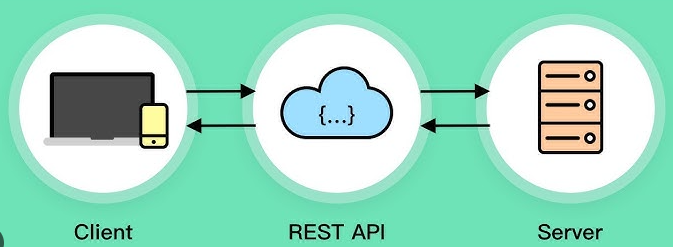 {...}
Client
REST API
Server